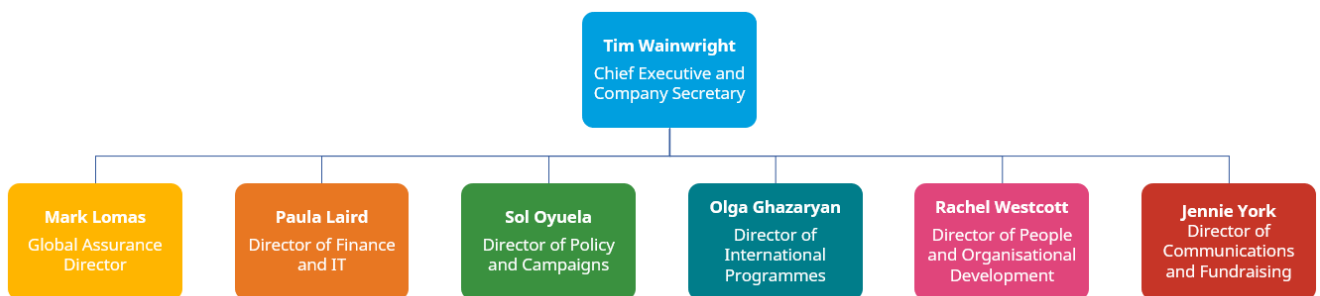 Tim Wainwright
Chief Executive and
Company Secretary
Mark Lomas
Global Assurance
Director
Paula Laird
Director of Finance
and IT
Sol Oyuela
Director of Policy
and Campaigns
Olga Ghazaryan
Director of
International
Programmes
Rachel Westcott
Director of People
and Organisational
Development
Jennie York
Director of
Communications
and Fundraising